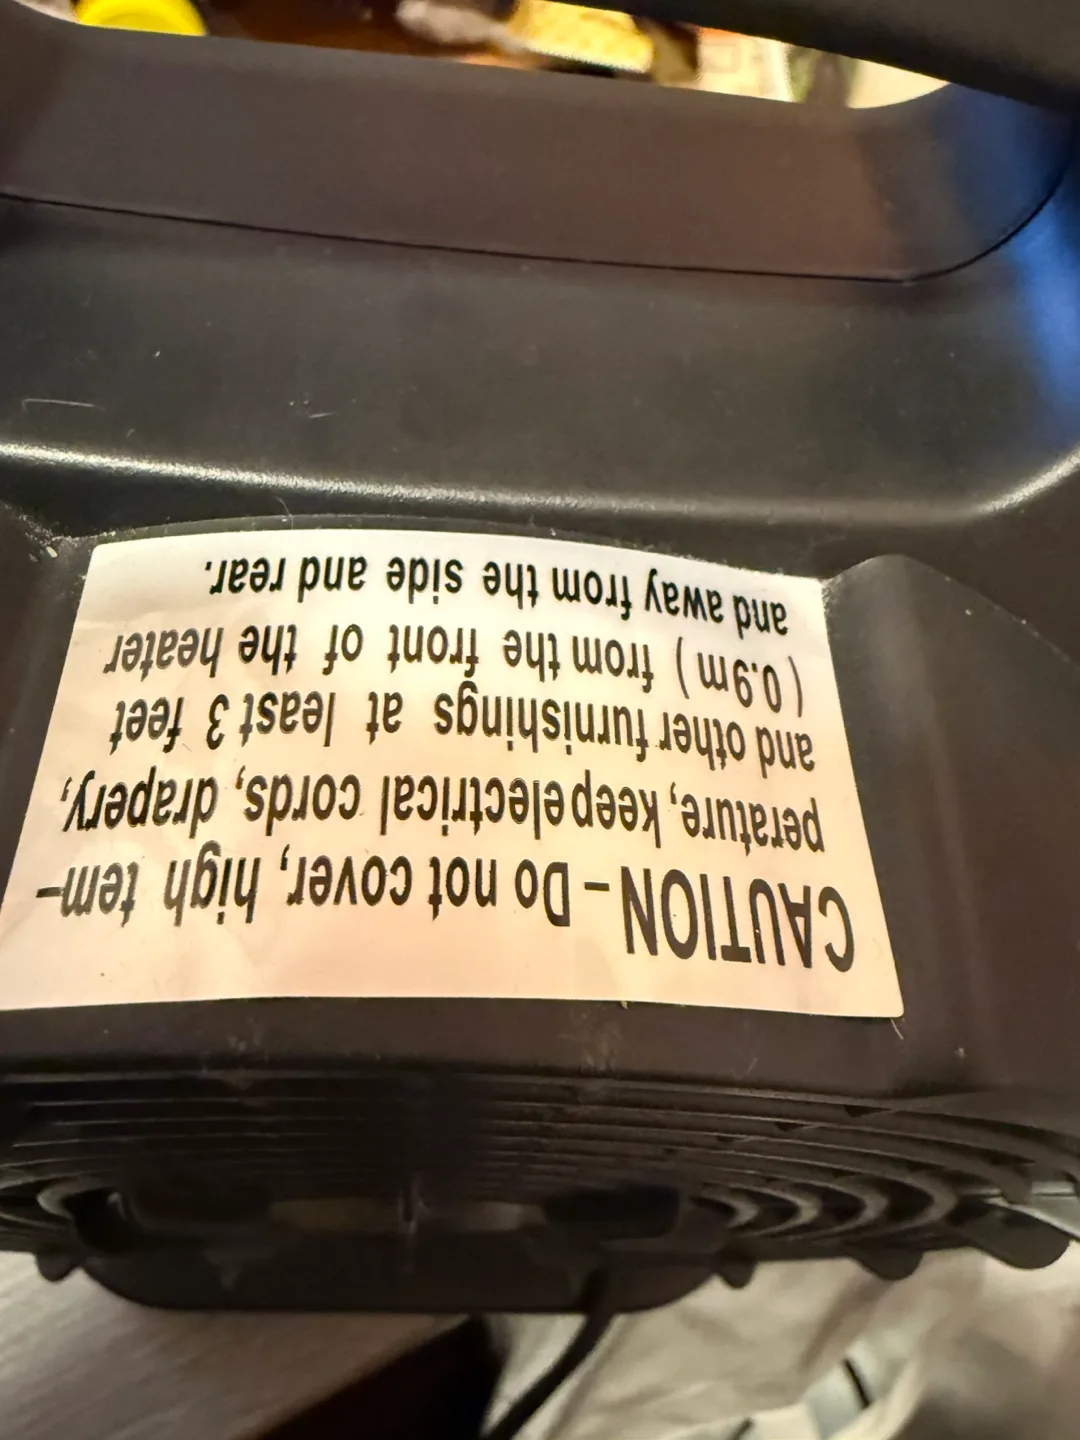 CAUTION – Do not cover, high tem–
perature, keep electrical cords, drapery,
and other furnishings at least 3 feet
( 0.9m ) from the front of the heater
and away from the side and rear.